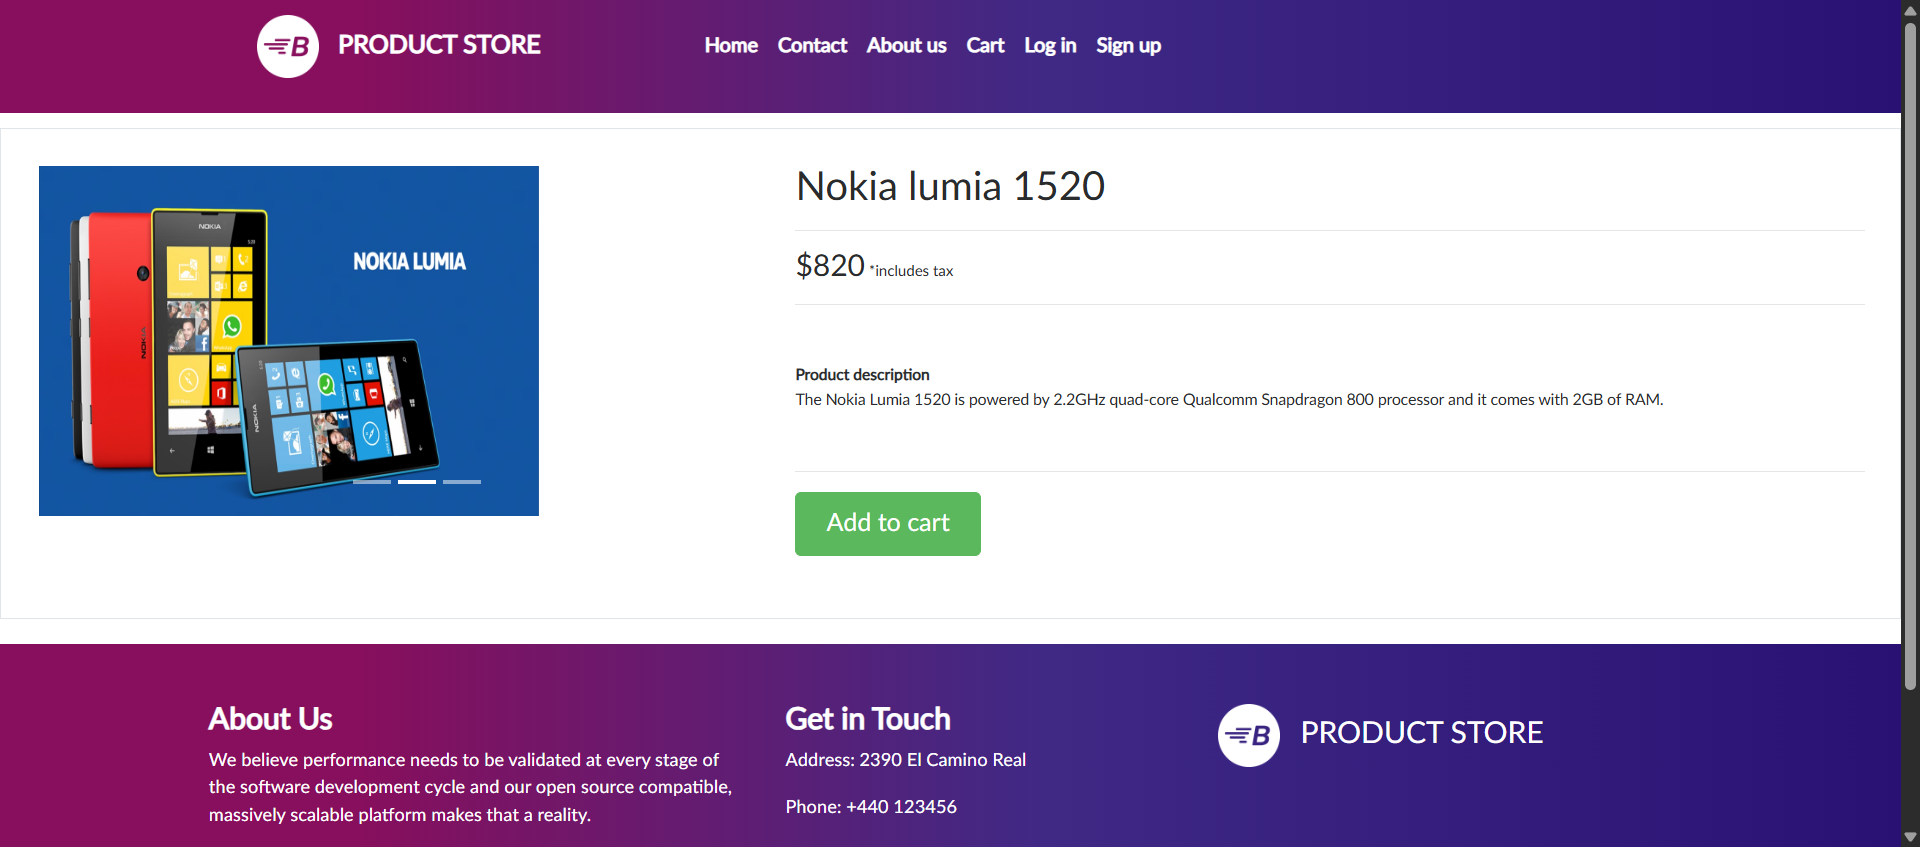 B PRODUCT STORE
Home Contact About us Cart Log in Sign up
NOKIA
NOKIA LUMIA
NOKIA
NOKIA
Nokia lumia 1520
$820 *includes tax
Product description
The Nokia Lumia 1520 is powered by 2.2GHz quad-core Qualcomm Snapdragon 800 processor and it comes with 2GB of RAM.
Add to cart
About Us
We believe performance needs to be validated at every stage of
the software development cycle and our open source compatible,
massively scalable platform makes that a reality.
Get in Touch
Address: 2390 El Camino Real
Phone: +440 123456
B PRODUCT STORE